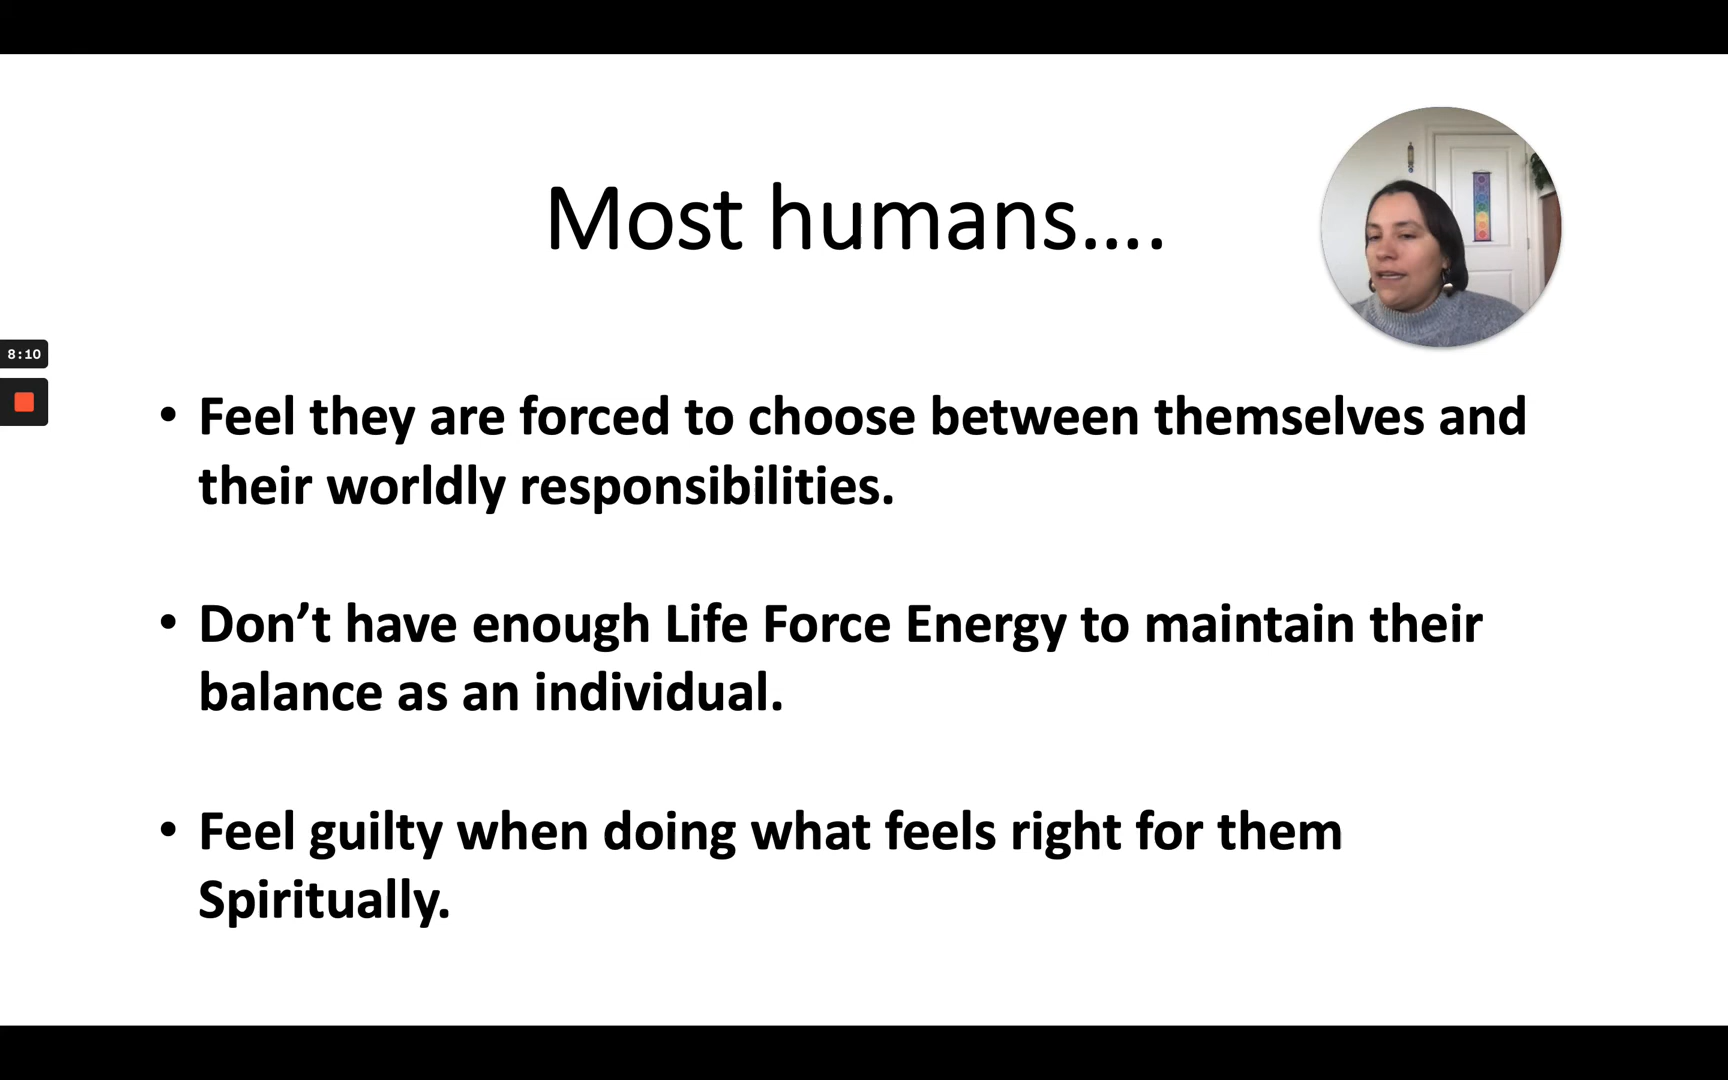 Most humans....
8:10
• Feel they are forced to choose between themselves and
their worldly responsibilities.
• Don’t have enough Life Force Energy to maintain their
balance as an individual.
• Feel guilty when doing what feels right for them
Spiritually.